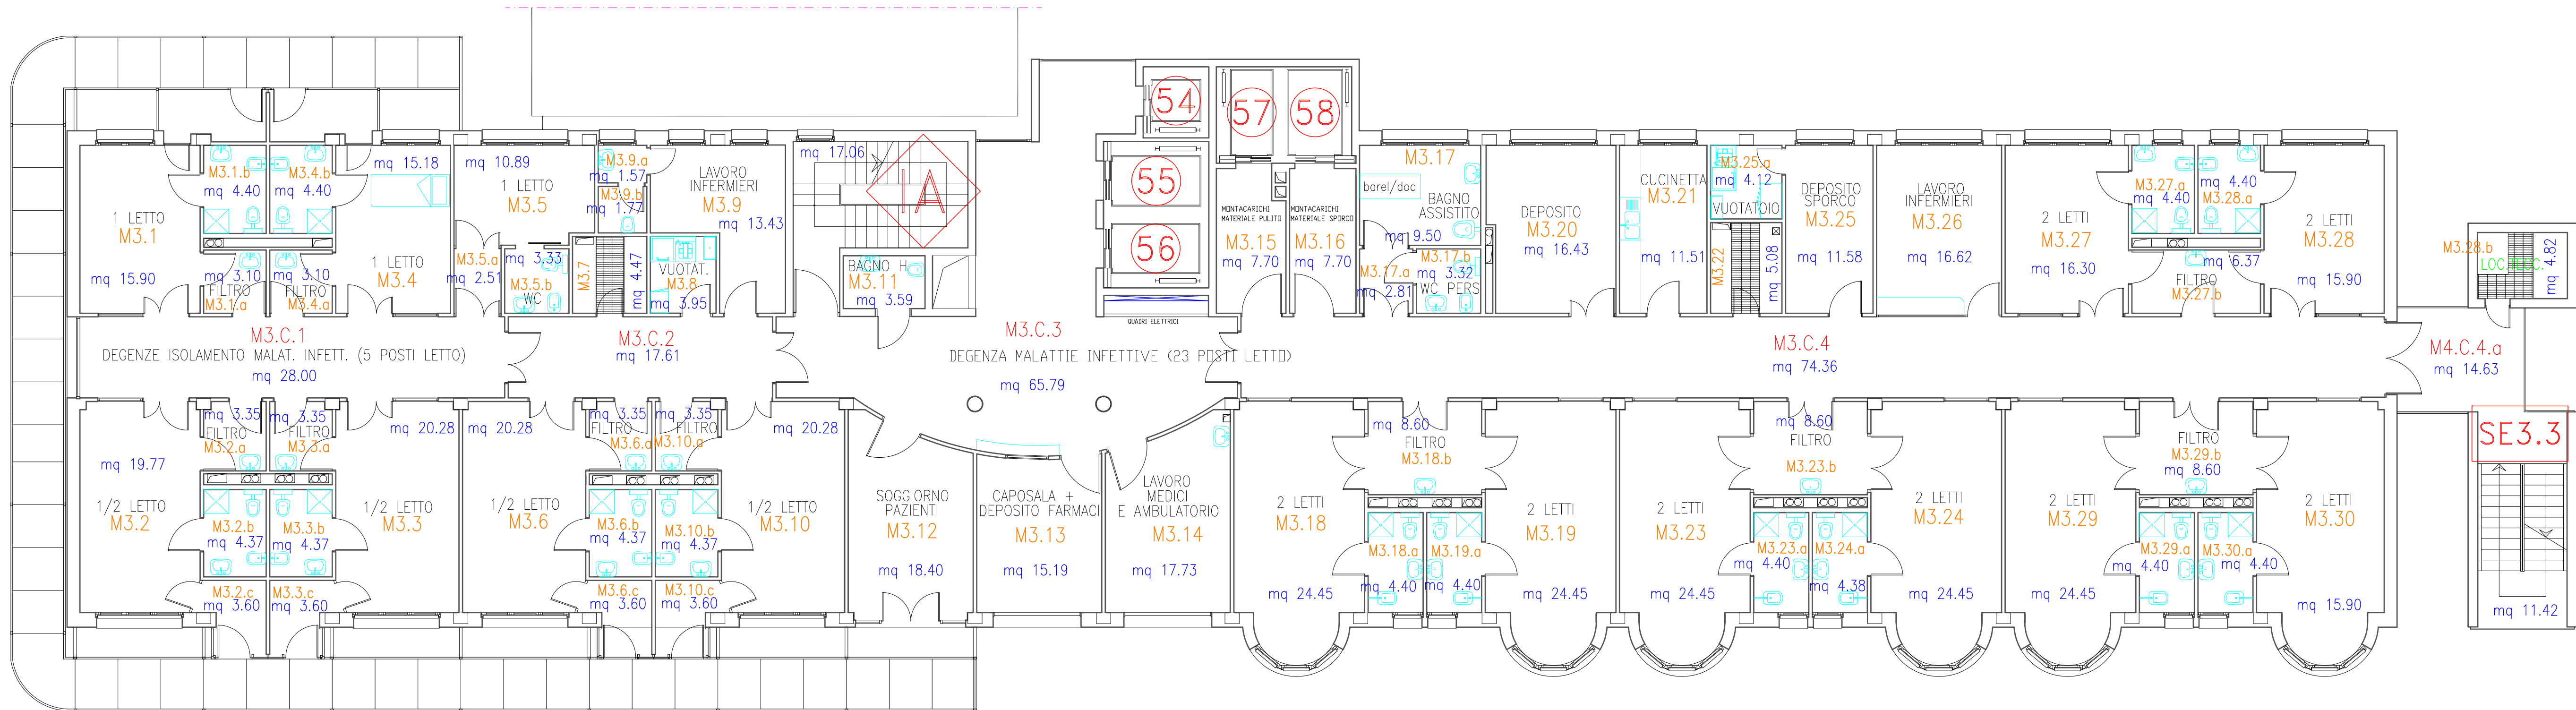 54
57
58
55
56
IA
mq 17.06
QUADRI ELETTRICI
M3.1.b
mq 4.40
M3.4.b
mq 4.40
mq 15.18
mq 10.89
1 LETTO
M3.5
M3.9.a
mq 1.57
M3.9.b
mq 1.77
LAVORO
INFERMIERI
M3.9
mq 13.43
1 LETTO
M3.1
mq 15.90
mq 3.10
FILTRO
M3.1.a
mq 3.10
FILTRO
M3.4.a
1 LETTO
M3.4
M3.5.a
mq 2.51
mq 3.33
M3.5.b
WC
M3.7
mq 4.47
VUOTAT.
M3.8
mq 3.95
BAGNO H
M3.11
mq 3.59
MONTACARICHI
MATERIALE PULITO
M3.15
mq 7.70
MONTACARICHI
MATERIALE SPORCO
M3.16
mq 7.70
M3.17
barel/doc
BAGNO
ASSISTITO
mq 9.50
M3.17.a
mq 2.81
M3.17.b
mq 3.32
WC PERS
DEPOSITO
M3.20
mq 16.43
CUCINETTA
M3.21
mq 11.51
M3.25.a
mq 4.12
VUOTATOIO
M3.22
mq 5.08
DEPOSITO
SPORCO
M3.25
mq 11.58
LAVORO
INFERMIERI
M3.26
mq 16.62
2 LETTI
M3.27
mq 16.30
M3.27.a
mq 4.40
mq 4.40
M3.28.a
mq 6.37
FILTRO
M3.27.b
2 LETTI
M3.28
mq 15.90
M3.28.b
LOC.TECC.
mq 4.82
M3.C.1
DEGENZE ISOLAMENTO MALAT. INFETT. (5 POSTI LETTO)
mq 28.00
M3.C.2
mq 17.61
M3.C.3
DEGENZA MALATTIE INFETTIVE (23 POSTI LETTO)
mq 65.79
M3.C.4
mq 74.36
M4.C.4.a
mq 14.63
mq 19.77
1/2 LETTO
M3.2
mq 3.35
FILTRO
M3.2.a
mq 3.35
FILTRO
M3.3.a
M3.2.b
mq 4.37
M3.3.b
mq 4.37
M3.2.c
mq 3.60
M3.3.c
mq 3.60
mq 20.28
1/2 LETTO
M3.3
mq 20.28
1/2 LETTO
M3.6
mq 3.35
FILTRO
M3.6.a
mq 3.35
FILTRO
M3.10.a
M3.6.b
mq 4.37
M3.10.b
mq 4.37
M3.6.c
mq 3.60
M3.10.c
mq 3.60
mq 20.28
1/2 LETTO
M3.10
SOGGIORNO
PAZIENTI
M3.12
mq 18.40
CAPOSALA +
DEPOSITO FARMACI
M3.13
mq 15.19
LAVORO
MEDICI
E AMBULATORIO
M3.14
mq 17.73
2 LETTI
M3.18
mq 24.45
mq 8.60
FILTRO
M3.18.b
M3.18.a
mq 4.40
M3.19.a
mq 4.40
2 LETTI
M3.19
mq 24.45
2 LETTI
M3.23
mq 24.45
mq 8.60
FILTRO
M3.23.b
M3.23.a
mq 4.40
M3.24.a
mq 4.38
2 LETTI
M3.24
mq 24.45
2 LETTI
M3.29
mq 24.45
FILTRO
M3.29.b
mq 8.60
M3.29.a
mq 4.40
M3.30.a
mq 4.40
2 LETTI
M3.30
mq 15.90
SE3.3
mq 11.42